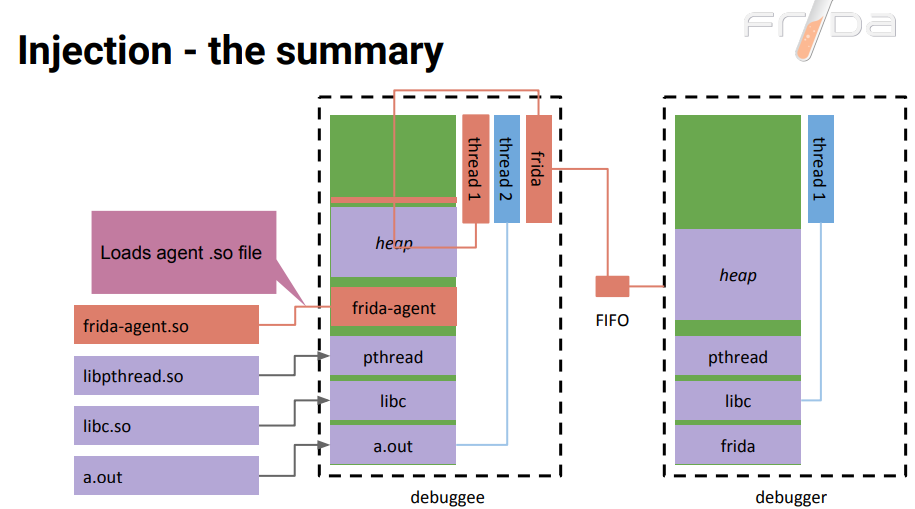 FRIDA
Injection - the summary
thread 1
thread 2
frida
thread 1
Loads agent .so file
heap
heap
frida-agent
frida-agent.so
FIFO
libpthread.so
pthread
pthread
libc.so
libc
libc
a.out
a.out
frida
debuggee
debugger